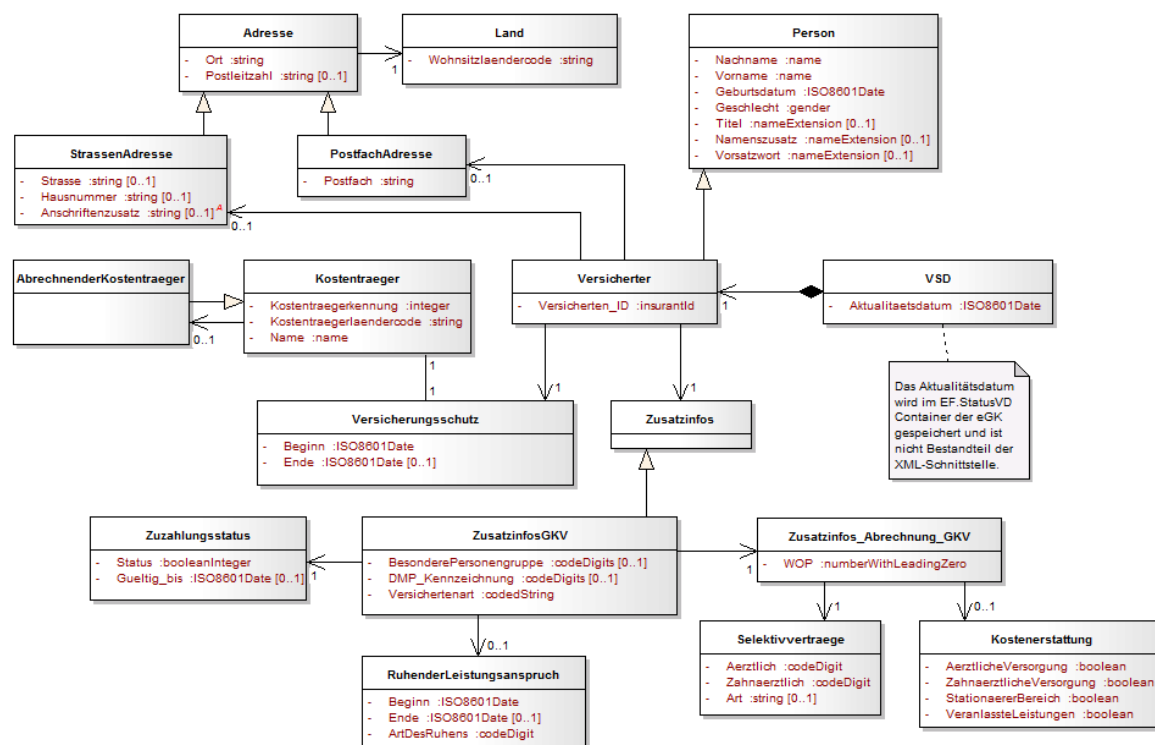 Adresse
- Ort :string
- Postleitzahl :string [0..1]
1
Land
- Wohnsitzlaendercode :string
Person
- Nachname :name
- Vorname :name
- Geburtsdatum :ISO8601Date
- Geschlecht :gender
- Titel :nameExtension [0..1]
- Namenszusatz :nameExtension [0..1]
- Vorsatzwort :nameExtension [0..1]
StrassenAdresse
- Strasse :string [0..1]
- Hausnummer :string [0..1]
- Anschriftenzusatz :string [0..1] A
0..1
PostfachAdresse
- Postfach :string
0..1
AbrechnenderKostentraeger
0..1
Kostentraeger
- Kostentraegerkennung :integer
- Kostentraegerlaendercode :string
- Name :name
1
1
Versicherter
- Versicherten_ID :insurantId
1
VSD
- Aktualitaetsdatum :ISO8601Date
Das Aktualitätsdatum
wird im EF.StatusVD
Container der eGK
gespeichert und ist
nicht Bestandteil der
XML-Schnittstelle.
1
1
Versicherungsschutz
- Beginn :ISO8601Date
- Ende :ISO8601Date [0..1]
Zusatzinfos
Zuzahlungsstatus
- Status :booleanInteger
- Gueltig_bis :ISO8601Date [0..1]
1
ZusatzinfosGKV
- BesonderePersonengruppe :codeDigits [0..1]
- DMP_Kennzeichnung :codeDigits [0..1]
- Versichertenart :codedString
1
Zusatzinfos_Abrechnung_GKV
- WOP :numberWithLeadingZero
0..1
1
0..1
RuhenderLeistungsanspruch
- Beginn :ISO8601Date
- Ende :ISO8601Date [0..1]
- ArtDesRuhens :codeDigit
Selektivvertraege
- Aerztlich :codeDigit
- Zahnaerztlich :codeDigit
- Art :string [0..1]
Kostenerstattung
- AerztlicheVersorgung :boolean
- ZahnaerztlicheVersorgung :boolean
- StationaererBereich :boolean
- VeranlassteLeistungen :boolean